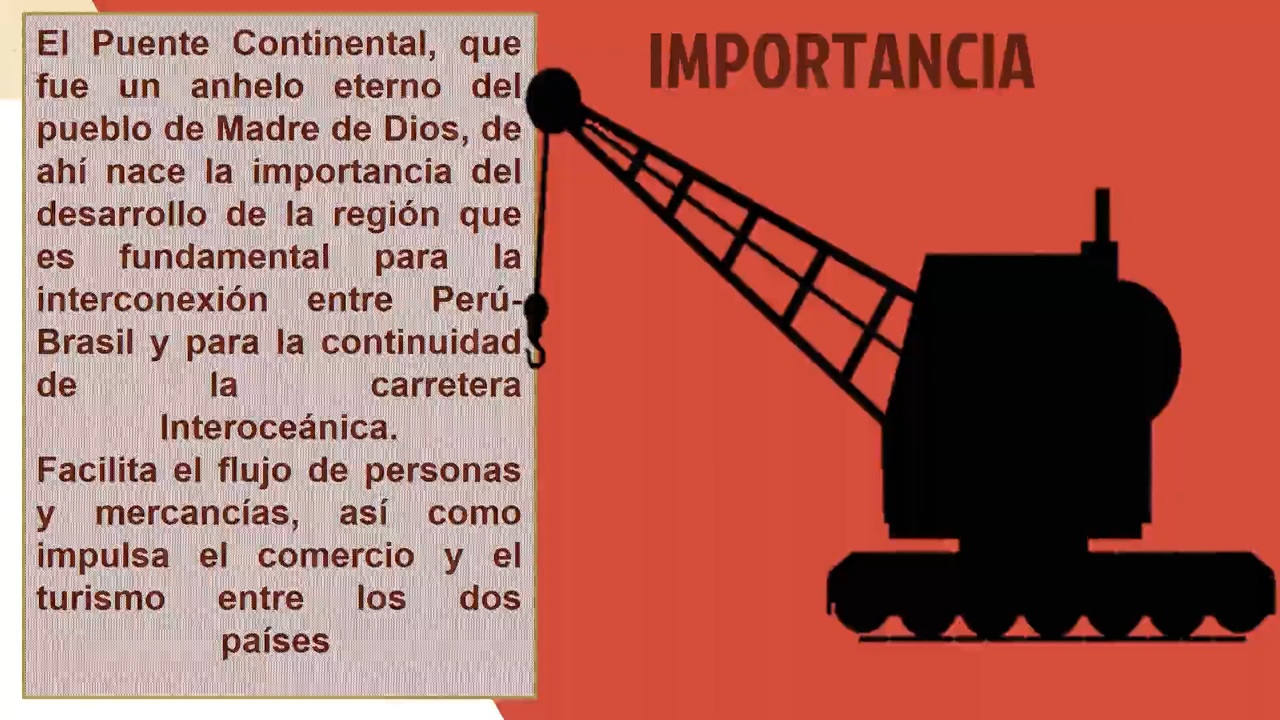 IMPORTANCIA
El Puente Continental, que
fue un anhelo eterno del
pueblo de Madre de Dios, de
ahí nace la importancia del
desarrollo de la región que
es fundamental para la
interconexión entre Perú-
Brasil y para la continuidad
de la carretera
Interoceánica.
Facilita el flujo de personas
y mercancías, así como
impulsa el comercio y el
turismo entre los dos
países